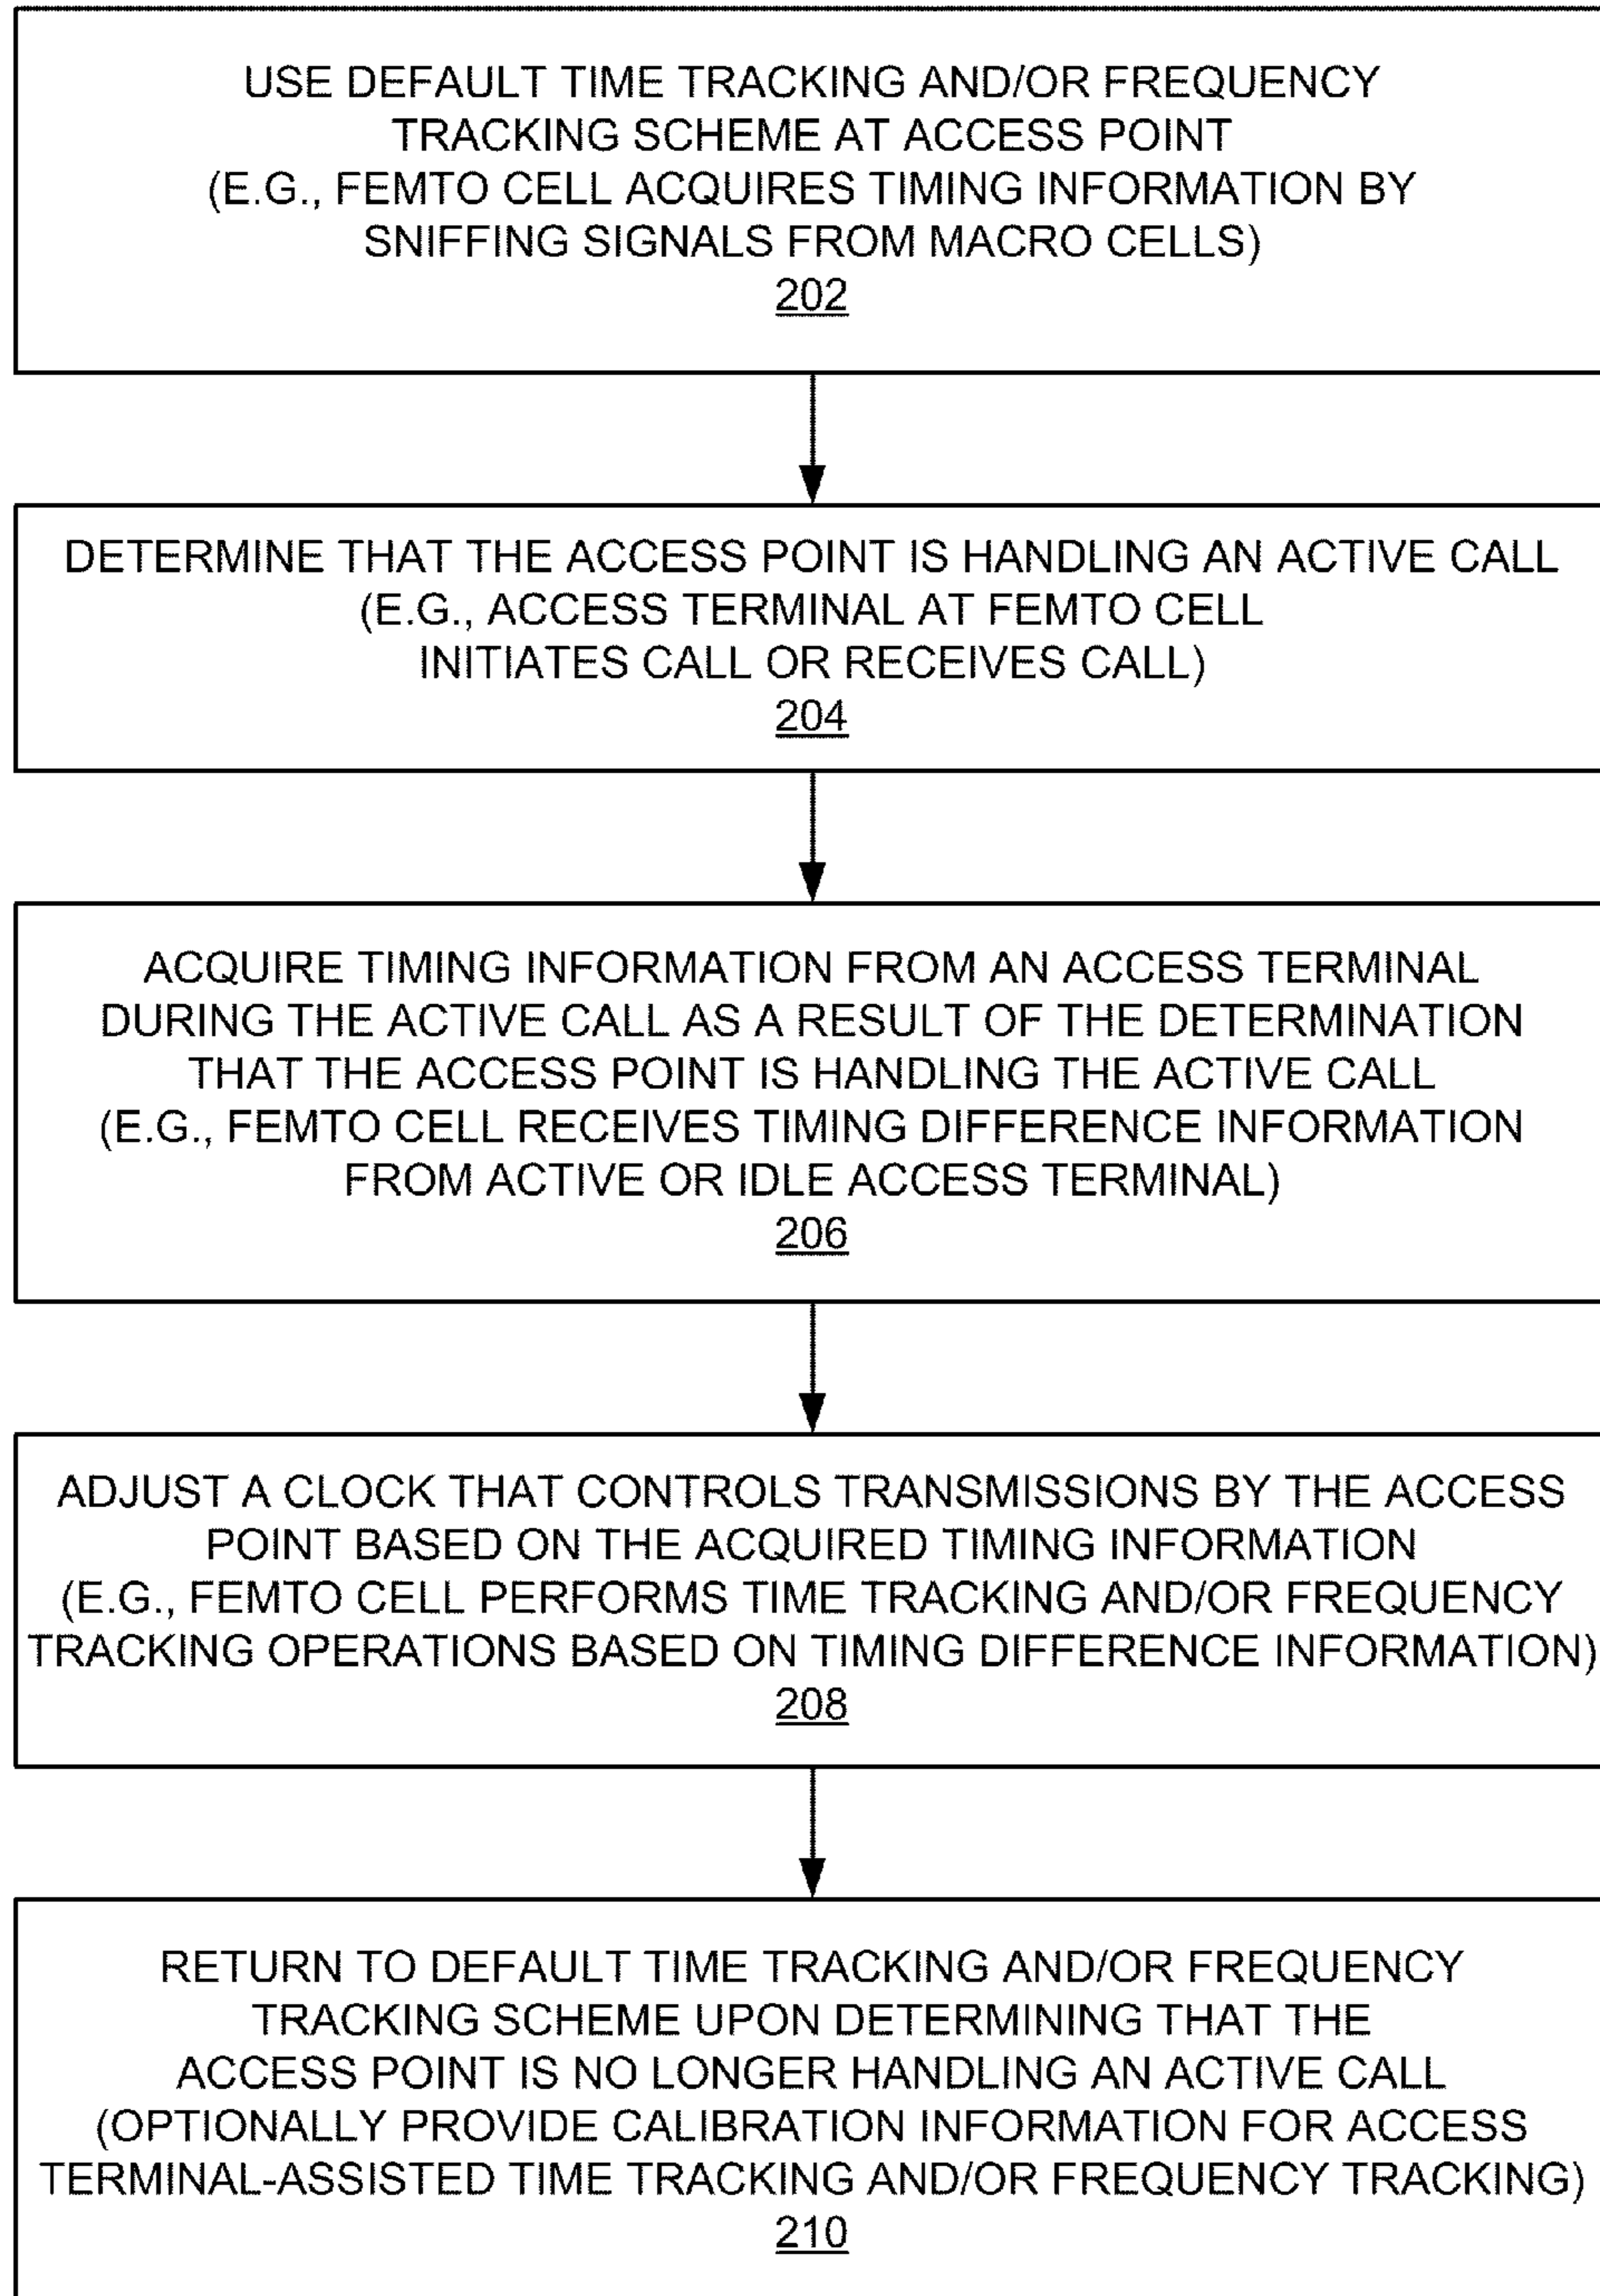 USE DEFAULT TIME TRACKING AND/OR FREQUENCY
TRACKING SCHEME AT ACCESS POINT
(E.G., FEMTO CELL ACQUIRES TIMING INFORMATION BY
SNIFFING SIGNALS FROM MACRO CELLS)
202
DETERMINE THAT THE ACCESS POINT IS HANDLING AN ACTIVE CALL
(E.G., ACCESS TERMINAL AT FEMTO CELL
INITIATES CALL OR RECEIVES CALL)
204
ACQUIRE TIMING INFORMATION FROM AN ACCESS TERMINAL
DURING THE ACTIVE CALL AS A RESULT OF THE DETERMINATION
THAT THE ACCESS POINT IS HANDLING THE ACTIVE CALL
(E.G., FEMTO CELL RECEIVES TIMING DIFFERENCE INFORMATION
FROM ACTIVE OR IDLE ACCESS TERMINAL)
206
ADJUST A CLOCK THAT CONTROLS TRANSMISSIONS BY THE ACCESS
POINT BASED ON THE ACQUIRED TIMING INFORMATION
(E.G., FEMTO CELL PERFORMS TIME TRACKING AND/OR FREQUENCY
TRACKING OPERATIONS BASED ON TIMING DIFFERENCE INFORMATION)
208
RETURN TO DEFAULT TIME TRACKING AND/OR FREQUENCY
TRACKING SCHEME UPON DETERMINING THAT THE
ACCESS POINT IS NO LONGER HANDLING AN ACTIVE CALL
(OPTIONALLY PROVIDE CALIBRATION INFORMATION FOR ACCESS
TERMINAL-ASSISTED TIME TRACKING AND/OR FREQUENCY TRACKING)
210